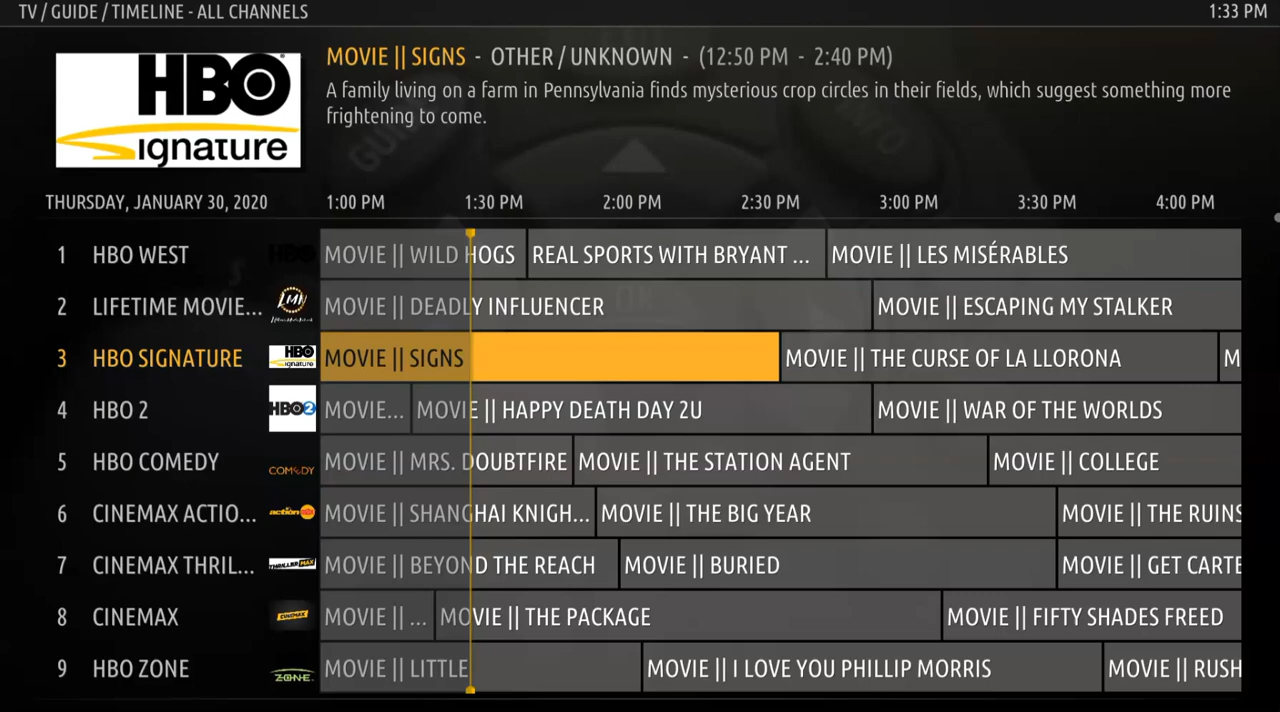 TV / GUIDE / TIMELINE - ALL CHANNELS
1:33 PM
HBO
Signature
MOVIE || SIGNS - OTHER / UNKNOWN - (12:50 PM - 2:40 PM)
A family living on a farm in Pennsylvania finds mysterious crop circles in their fields, which suggest something more
frightening to come.
THURSDAY, JANUARY 30, 2020 1:00 PM 1:30 PM 2:00 PM 2:30 PM 3:00 PM 3:30 PM 4:00 PM
1 HBO WEST HBO MOVIE || WILD HOGS REAL SPORTS WITH BRYANT ... MOVIE || LES MISÉRABLES
2 LIFETIME MOVIE... LM MOVIE || DEADLY INFLUENCER MOVIE || ESCAPING MY STALKER
3 HBO SIGNATURE HBO Signature MOVIE || SIGNS MOVIE || THE CURSE OF LA LLORONA M
4 HBO 2 HBO2 MOVIE... MOVIE || HAPPY DEATH DAY 2U MOVIE || WAR OF THE WORLDS
5 HBO COMEDY COMEDY MOVIE || MRS. DOUBTFIRE MOVIE || THE STATION AGENT MOVIE || COLLEGE
6 CINEMAX ACTIO... action MOVIE || SHANGHAI KNIGH... MOVIE || THE BIG YEAR MOVIE || THE RUINS
7 CINEMAX THRIL... THRILLERMAX MOVIE || BEYOND THE REACH MOVIE || BURIED MOVIE || GET CARTE
8 CINEMAX CINEMAX MOVIE || ... MOVIE || THE PACKAGE MOVIE || FIFTY SHADES FREED
9 HBO ZONE ZONE MOVIE || LITTLE MOVIE || I LOVE YOU PHILLIP MORRIS MOVIE || RUSH